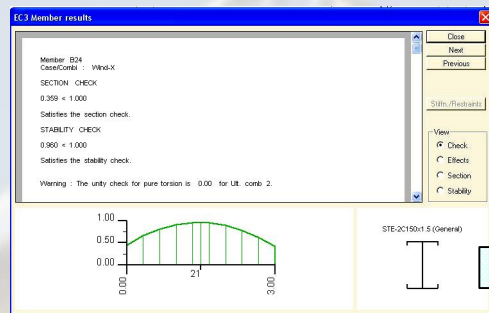 EC3 Member results
Member B24
Case/Combi : Wind-X
SECTION CHECK
0.359 < 1.000
Satisfies the section check.
STABILITY CHECK
0.960 < 1.000
Satisfies the stability check.
Warning : The unity check for pure torsion is 0.00 for Ult. comb 2.
Close
Next
Previous
Stiffn./Restraints
View
Check
Effects
Section
Stability
1.00
0.50
0.00
0.00
21
3.00
STE-2C150x1.5 (General)